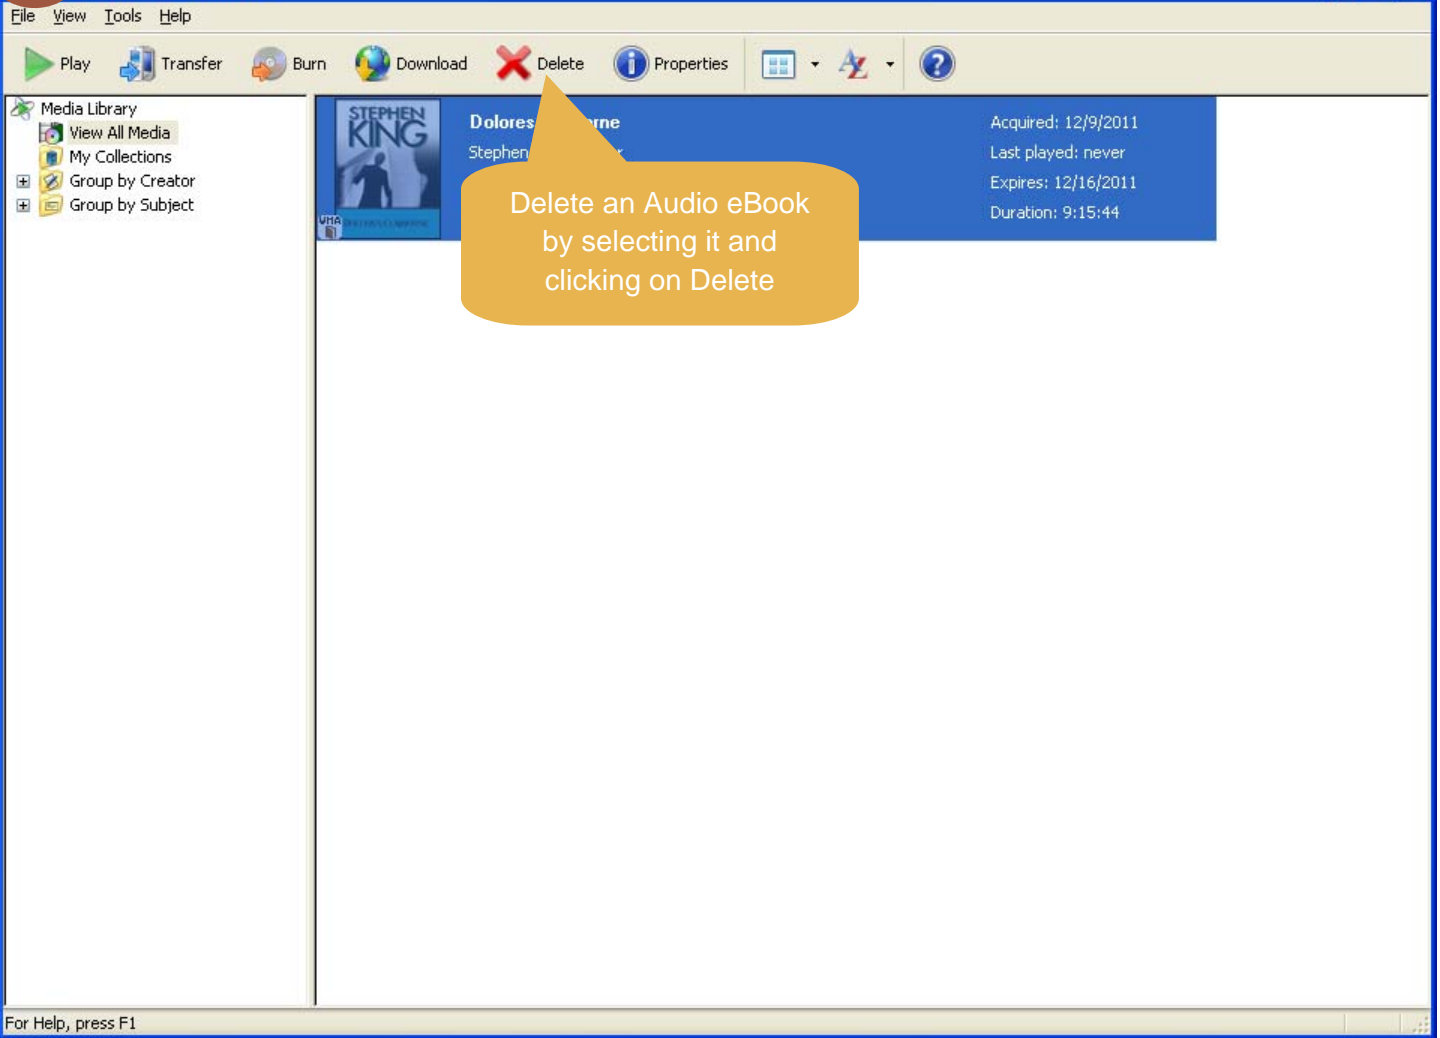 File View Tools Help
Play Transfer Burn Download Delete Properties AZ ?
Media Library
View All Media
My Collections
Group by Creator
Group by Subject
STEPHEN
KING
WMA
Dolores
Stephen
Acquired: 12/9/2011
Last played: never
Expires: 12/16/2011
Duration: 9:15:44
Delete an Audio eBook
by selecting it and
clicking on Delete
For Help, press F1